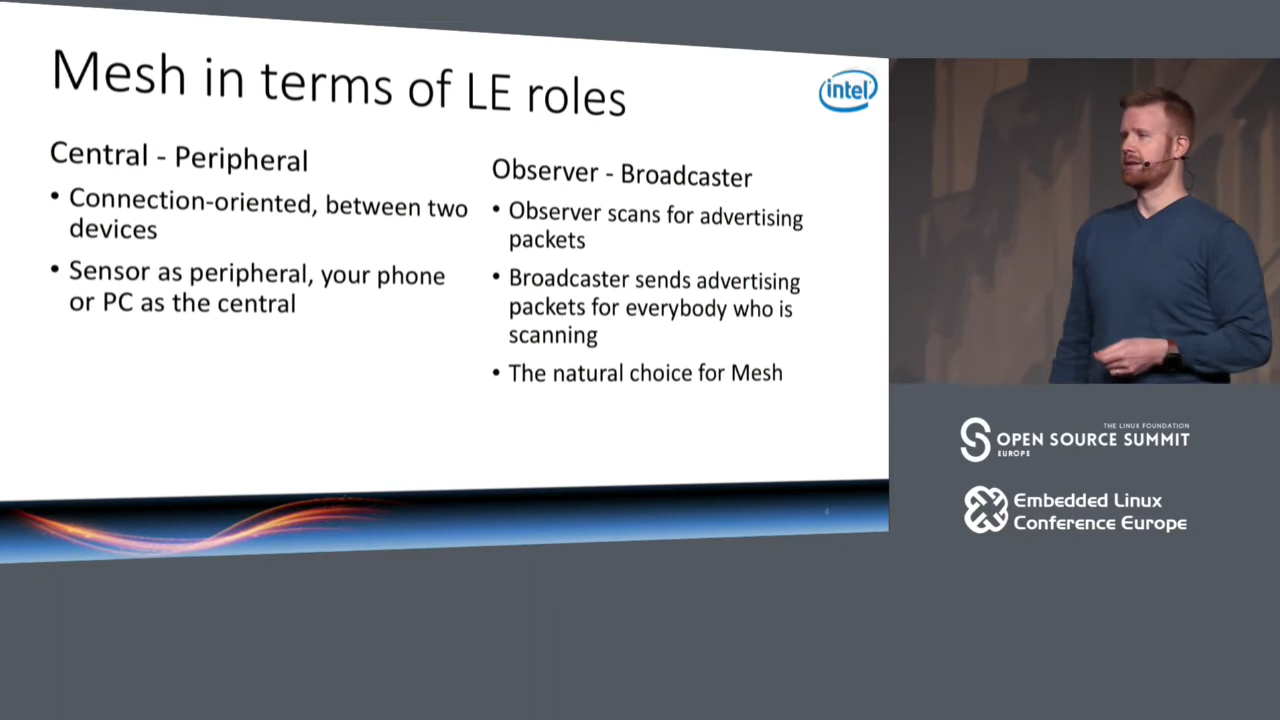 Mesh in terms of LE roles
intel
Central - Peripheral
• Connection-oriented, between two
devices
• Sensor as peripheral, your phone
or PC as the central
Observer - Broadcaster
• Observer scans for advertising
packets
• Broadcaster sends advertising
packets for everybody who is
scanning
• The natural choice for Mesh
4
THE LINUX FOUNDATION
OPEN SOURCE SUMMIT
EUROPE
Embedded Linux
Conference Europe